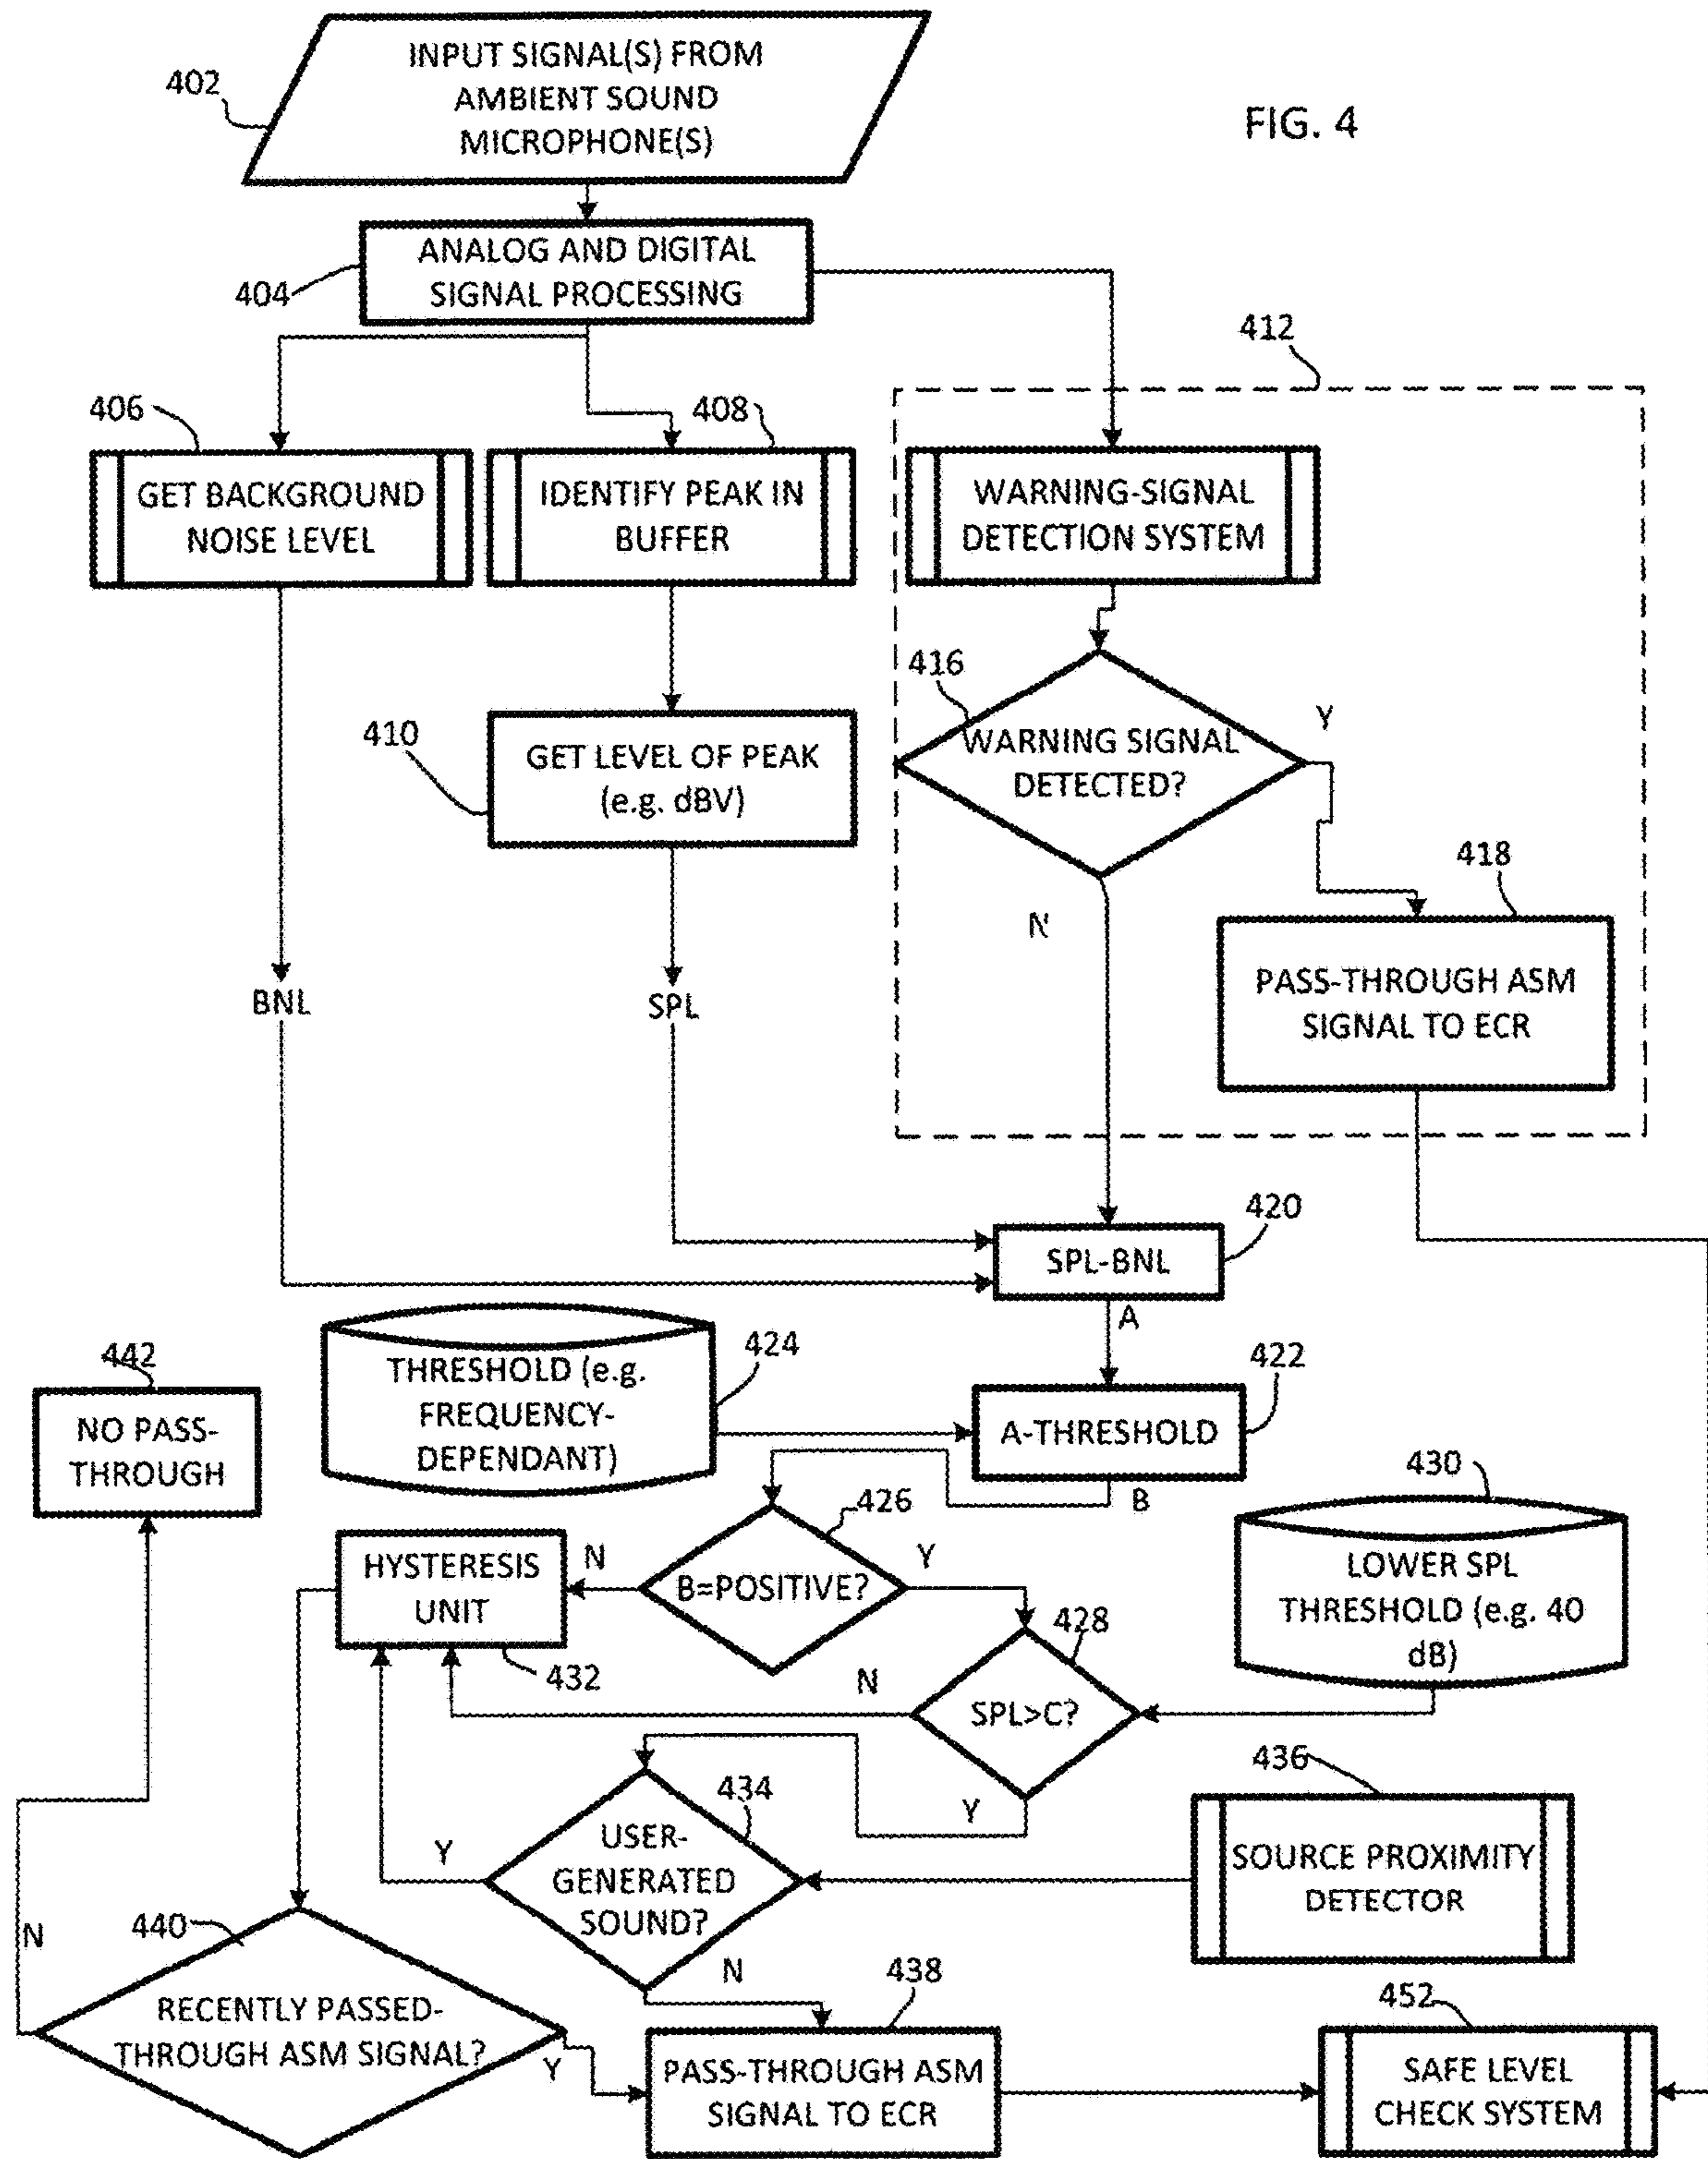 402
INPUT SIGNAL(S) FROM
AMBIENT SOUND
MICROPHONE(S)
FIG. 4
404
ANALOG AND DIGITAL
SIGNAL PROCESSING
412
406
408
GET BACKGROUND
NOISE LEVEL
IDENTIFY PEAK IN
BUFFER
WARNING-SIGNAL
DETECTION SYSTEM
416
WARNING SIGNAL
DETECTED?
Y
N
410
GET LEVEL OF PEAK
(e.g. dBV)
418
PASS-THROUGH ASM
SIGNAL TO ECR
BNL
SPL
420
SPL-BNL
A
442
NO PASS-
THROUGH
THRESHOLD (e.g.
FREQUENCY-
DEPENDANT)
424
422
A-THRESHOLD
B
426
B=POSITIVE?
N
Y
430
LOWER SPL
THRESHOLD (e.g. 40
dB)
HYSTERESIS
UNIT
432
428
SPL>C?
N
Y
434
USER-
GENERATED
SOUND?
Y
N
436
SOURCE PROXIMITY
DETECTOR
440
RECENTLY PASSED-
THROUGH ASM SIGNAL?
N
Y
438
PASS-THROUGH ASM
SIGNAL TO ECR
452
SAFE LEVEL
CHECK SYSTEM